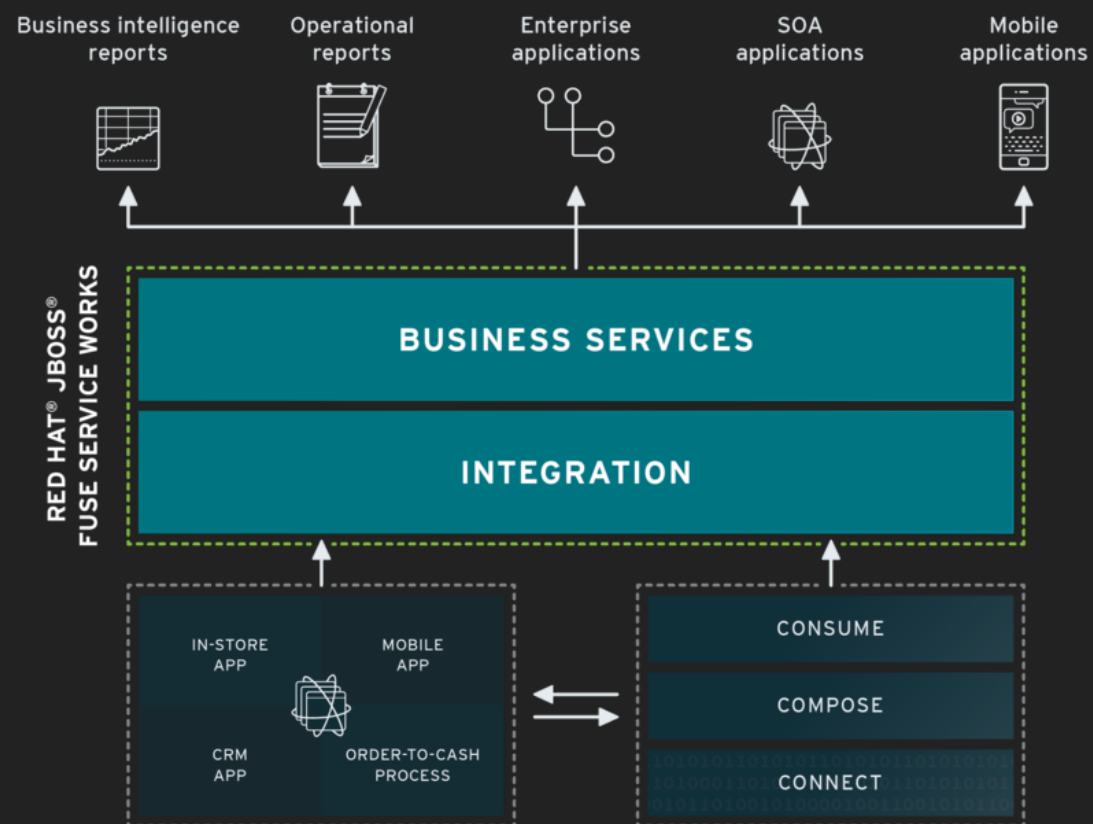 Business intelligence
reports
Operational
reports
Enterprise
applications
SOA
applications
Mobile
applications
RED HAT® JBOSS®
FUSE SERVICE WORKS
BUSINESS SERVICES
INTEGRATION
IN-STORE
APP
MOBILE
APP
CRM
APP
ORDER-TO-CASH
PROCESS
CONSUME
COMPOSE
CONNECT